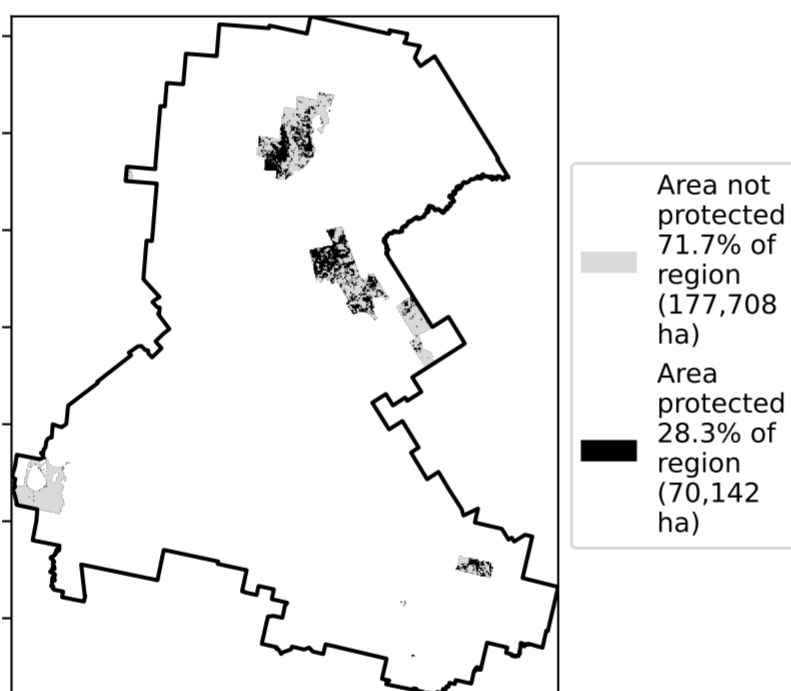 Area not
protected
71.7% of
region
(177,708
ha)
Area
protected
28.3% of
region
(70,142
ha)